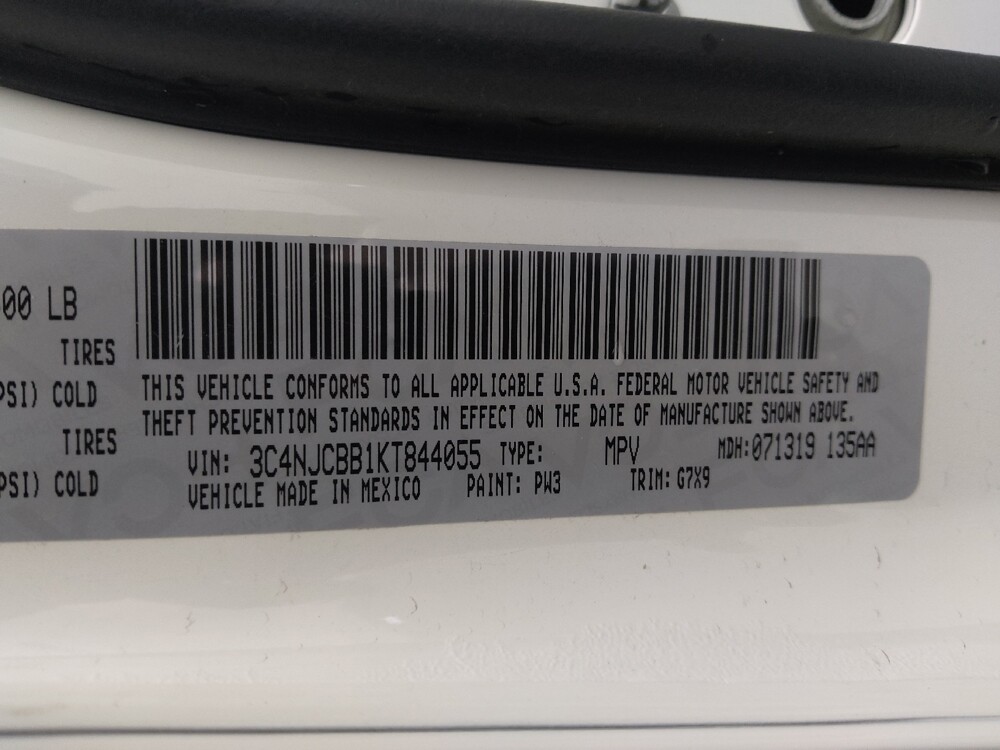 00 LB
TIRES
PSI) COLD
TIRES
PSI) COLD
THIS VEHICLE CONFORMS TO ALL APPLICABLE U.S.A. FEDERAL MOTOR VEHICLE SAFETY AND
THEFT PREVENTION STANDARDS IN EFFECT ON THE DATE OF MANUFACTURE SHOWN ABOVE.
VIN: 3C4NJCBB1KT844055 TYPE: MPV MDH:071319 135AA
VEHICLE MADE IN MEXICO PAINT: PW3 TRIM: G7X9